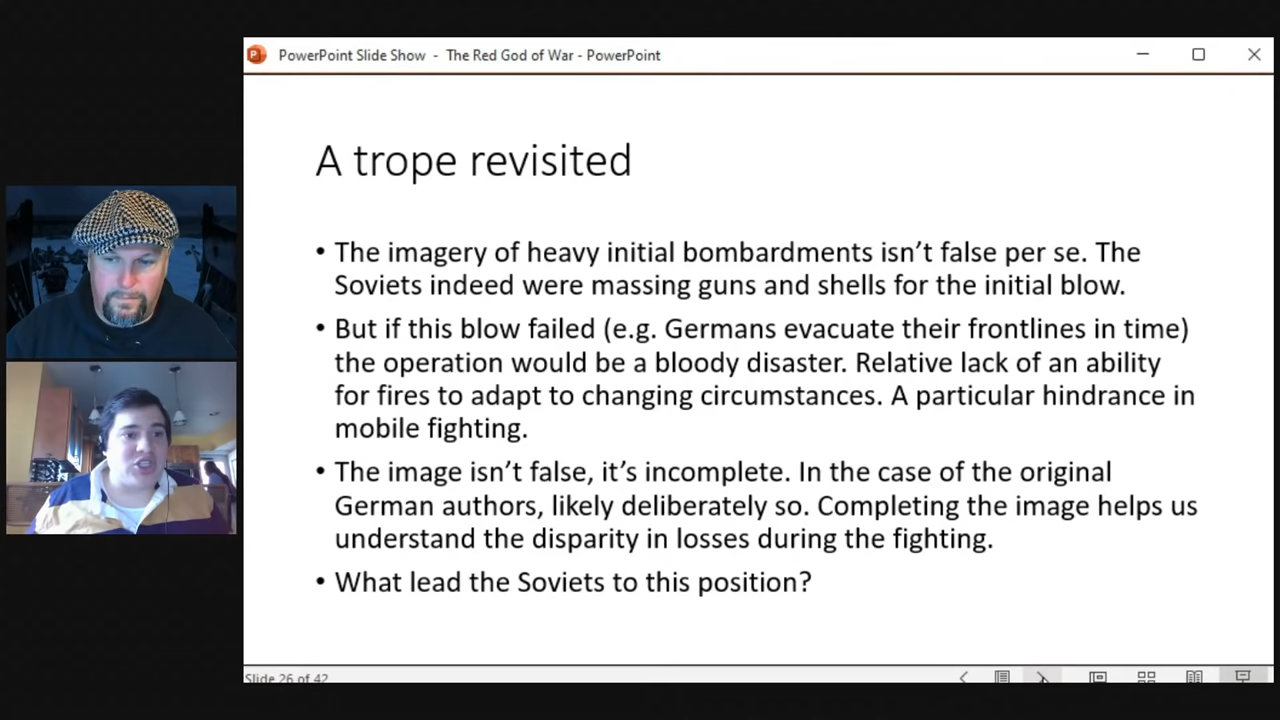 PowerPoint Slide Show - The Red God of War - PowerPoint
A trope revisited
• The imagery of heavy initial bombardments isn't false per se. The
Soviets indeed were massing guns and shells for the initial blow.
• But if this blow failed (e.g. Germans evacuate their frontlines in time)
the operation would be a bloody disaster. Relative lack of an ability
for fires to adapt to changing circumstances. A particular hindrance in
mobile fighting.
• The image isn't false, it's incomplete. In the case of the original
German authors, likely deliberately so. Completing the image helps us
understand the disparity in losses during the fighting.
• What lead the Soviets to this position?
Slide 26 of 42